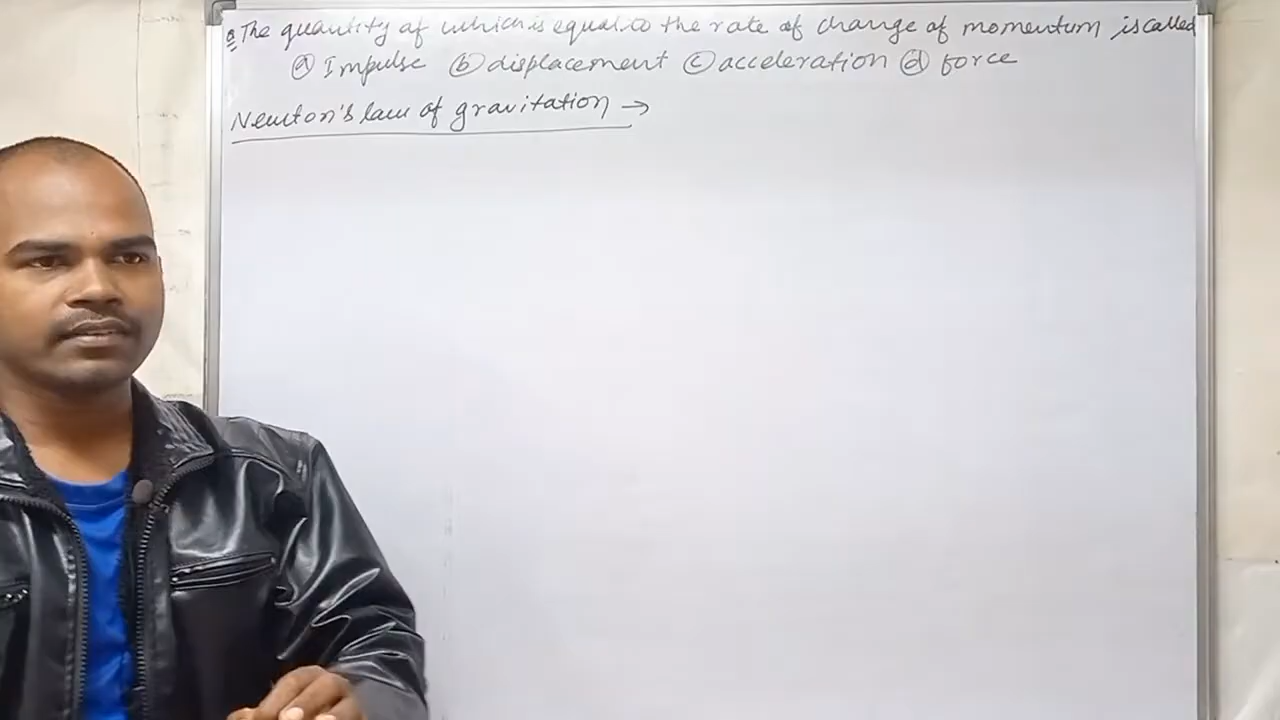 Q. The quantity of which is equal to the rate of change of momentum is called
ⓐ Impulse ⓑ displacement ⓒ acceleration ⓓ force
Newton's law of gravitation →